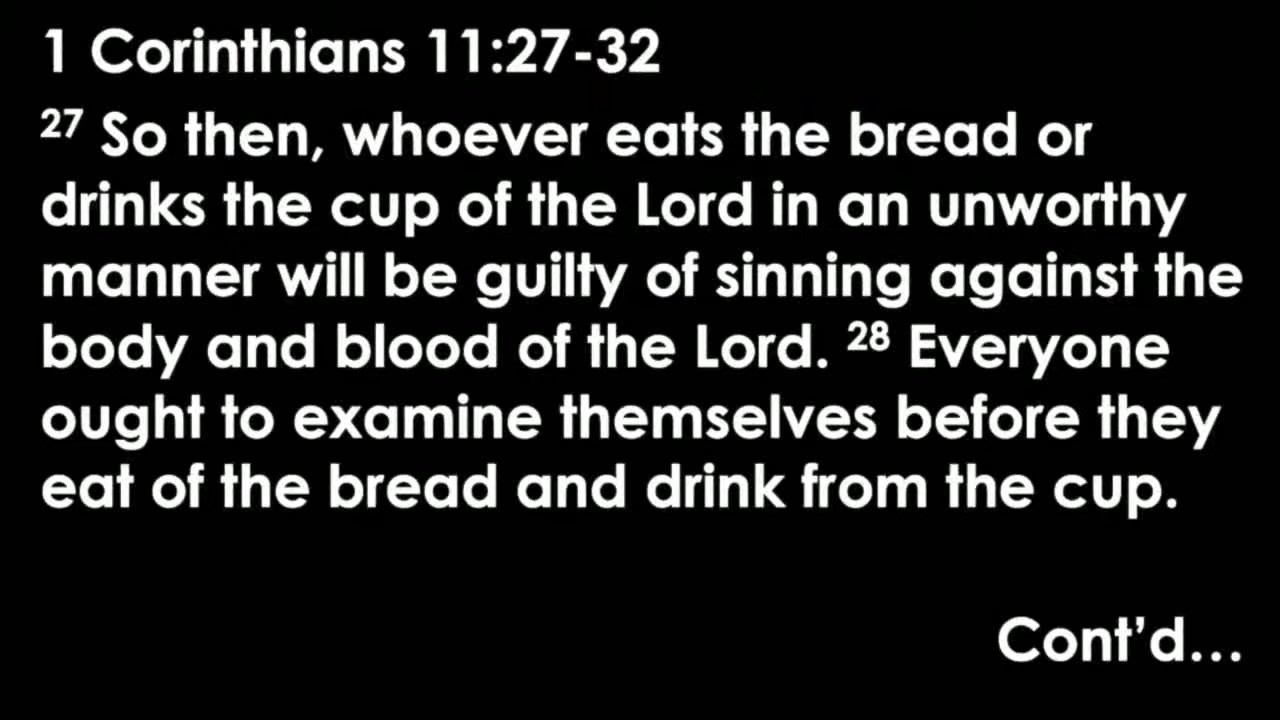 1 Corinthians 11:27-32
27 So then, whoever eats the bread or
drinks the cup of the Lord in an unworthy
manner will be guilty of sinning against the
body and blood of the Lord. 28 Everyone
ought to examine themselves before they
eat of the bread and drink from the cup.
Cont’d...